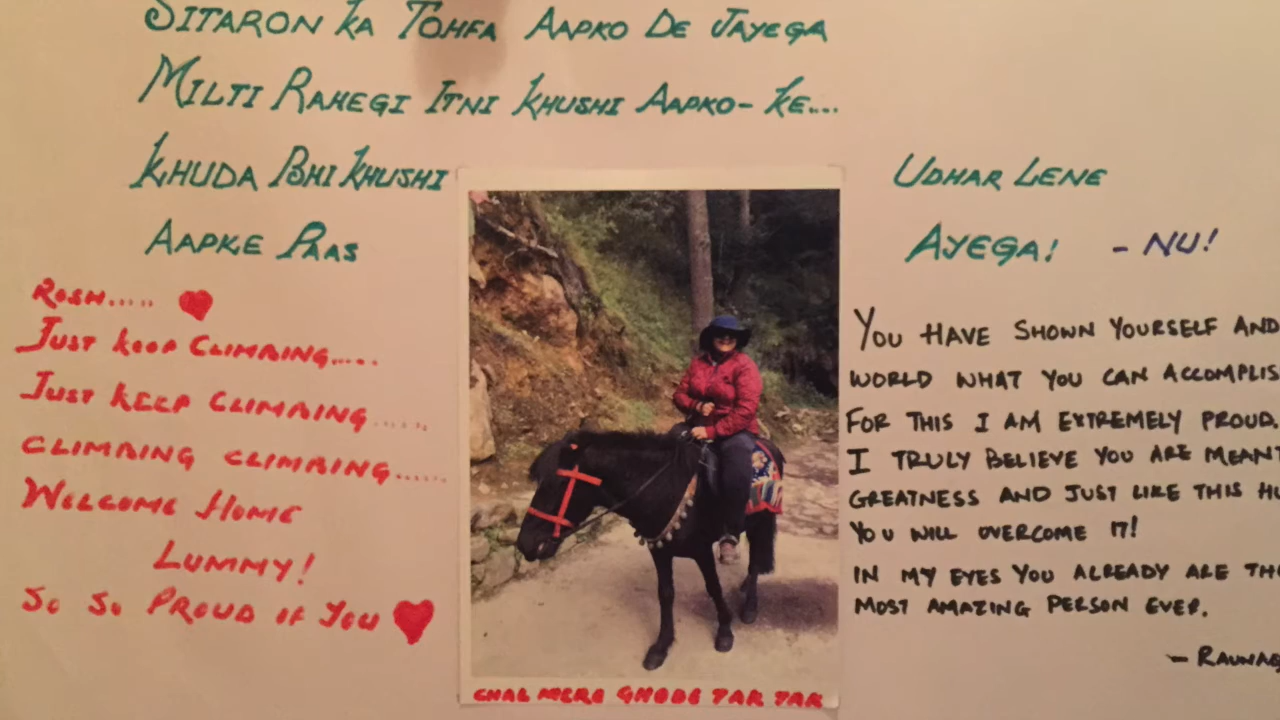 SITARON KA TOHFA AAPKO DE JAYEGA
MILTI RAHEGI ITNI KHUSHI AAPKO- KE...
KHUDA BHI KHUSHI UDHAR LENE
AAPKE PAAS AYEGA! - NU!
ROSH.....
JUST KEEP CLIMBING.....
JUST KEEP CLIMBING......
CLIMBING CLIMBING......
WELCOME HOME
LUMMY!
SO SO PROUD OF YOU
YOU HAVE SHOWN YOURSELF AND
WORLD WHAT YOU CAN ACCOMPLIS
FOR THIS I AM EXTREMELY PROUD.
I TRULY BELIEVE YOU ARE MEANT
GREATNESS AND JUST LIKE THIS
YOU WILL OVERCOME IT!
IN MY EYES YOU ALREADY ARE TH
MOST AMAZING PERSON EVER.
- RAUNA
CHAL MERE GHODE TAK TAK